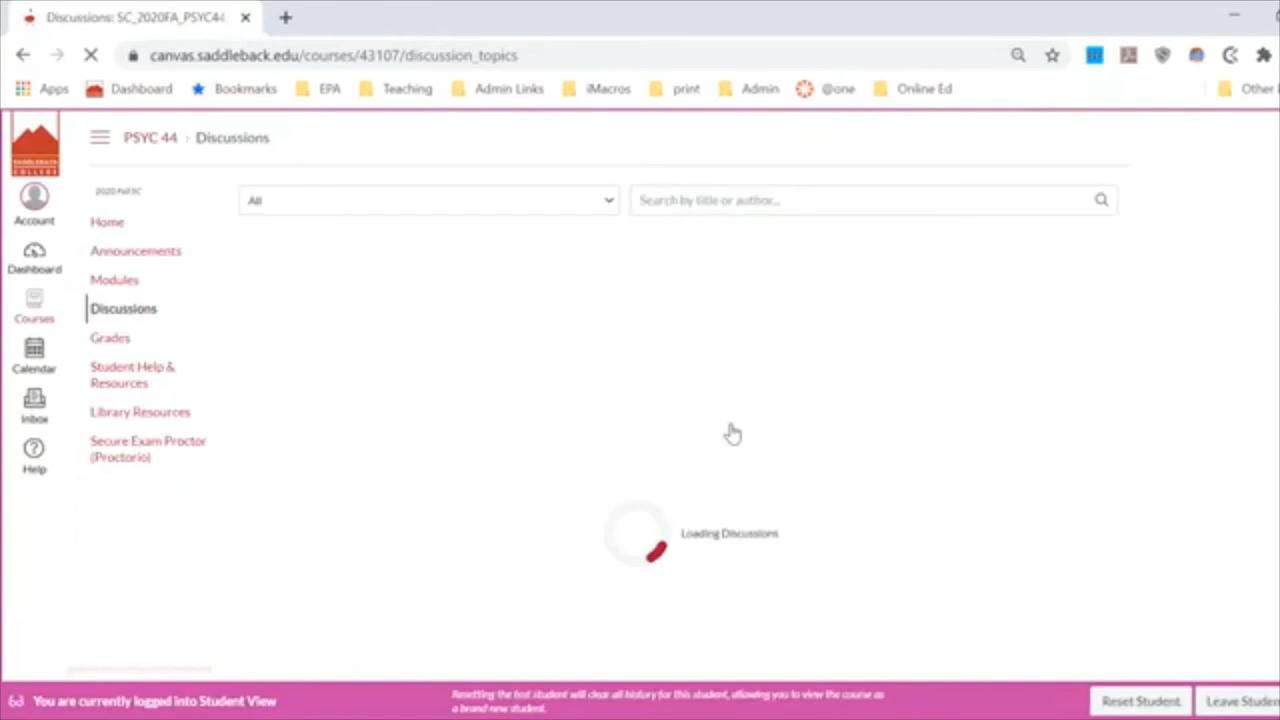 Discussions: SC_2020FA_PSYC44
canvas.saddleback.edu/courses/43107/discussion_topics
Apps Dashboard Bookmarks EPA Teaching Admin Links iMacros print Admin @one Online Ed Other
SADDLEBACK
COLLEGE
PSYC 44 › Discussions
2020 Fall SC
All
Search by title or author...
Account
Dashboard
Courses
Calendar
Inbox
Help
Home
Announcements
Modules
Discussions
Grades
Student Help &
Resources
Library Resources
Secure Exam Proctor
(Proctorio)
Loading Discussions
You are currently logged into Student View
Resetting the test student will clear all history for this student, allowing you to view the course as
a brand new student.
Reset Student
Leave Studen